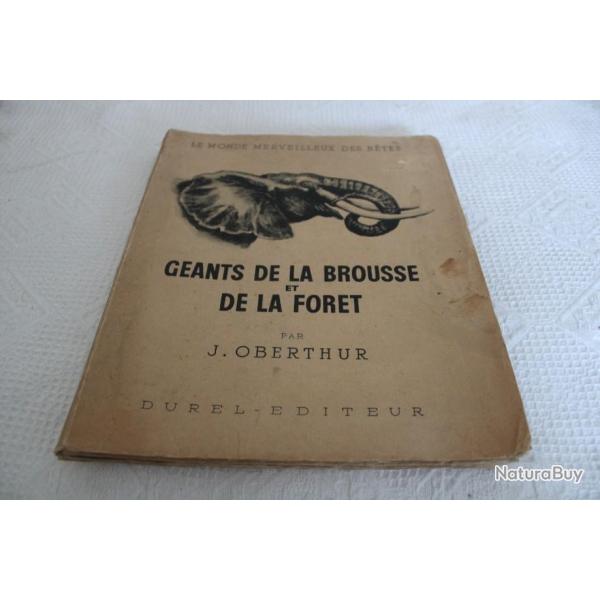 LE MONDE MERVEILLEUX DES BÊTES
GEANTS DE LA BROUSSE
ET
DE LA FORET
PAR
J. OBERTHUR
DUREL-EDITEUR
NaturaBuy